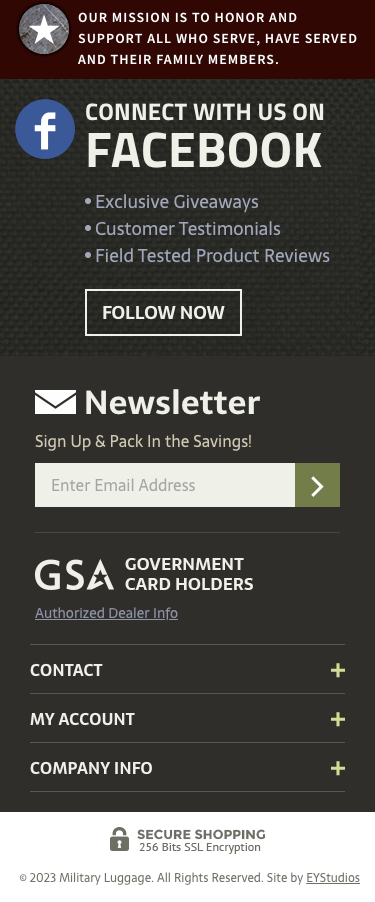 OUR MISSION IS TO HONOR AND
SUPPORT ALL WHO SERVE, HAVE SERVED
AND THEIR FAMILY MEMBERS.
CONNECT WITH US ON
FACEBOOK
• Exclusive Giveaways
• Customer Testimonials
• Field Tested Product Reviews
FOLLOW NOW
Newsletter
Sign Up & Pack In the Savings!
Enter Email Address
GSA GOVERNMENT
CARD HOLDERS
Authorized Dealer Info
CONTACT +
MY ACCOUNT +
COMPANY INFO +
SECURE SHOPPING
256 Bits SSL Encryption
© 2023 Military Luggage. All Rights Reserved. Site by EYStudios